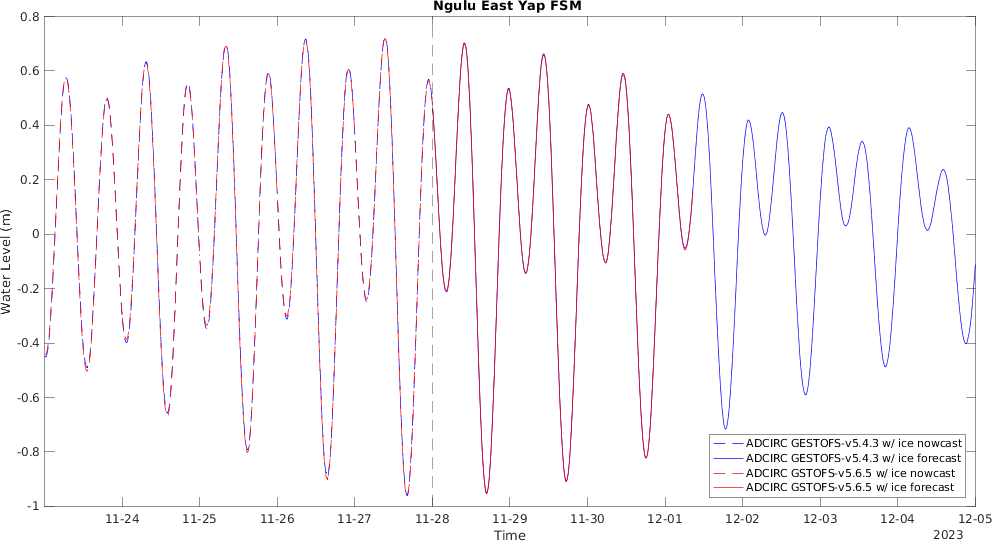 Ngulu East Yap FSM
0.8
0.6
0.4
0.2
0
-0.2
-0.4
-0.6
-0.8
-1
Water Level (m)
ADCIRC GESTOFS-v5.4.3 w/ ice nowcast
ADCIRC GESTOFS-v5.4.3 w/ ice forecast
ADCIRC GSTOFS-v5.6.5 w/ ice nowcast
ADCIRC GSTOFS-v5.6.5 w/ ice forecast
11-24 11-25 11-26 11-27 11-28 11-29 11-30 12-01 12-02 12-03 12-04 12-05
Time
2023